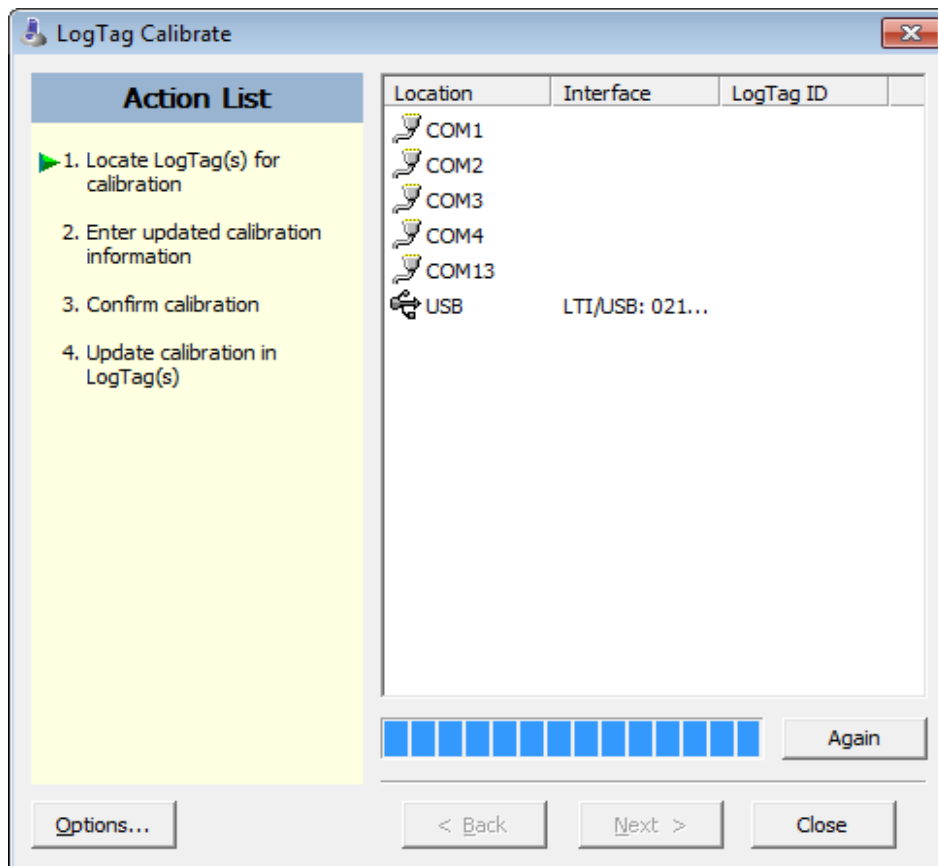 LogTag Calibrate
Action List
1. Locate LogTag(s) for
calibration
2. Enter updated calibration
information
3. Confirm calibration
4. Update calibration in
LogTag(s)
Location Interface LogTag ID
COM1
COM2
COM3
COM4
COM13
USB LTI/USB: 021...
Again
Options... < Back Next > Close